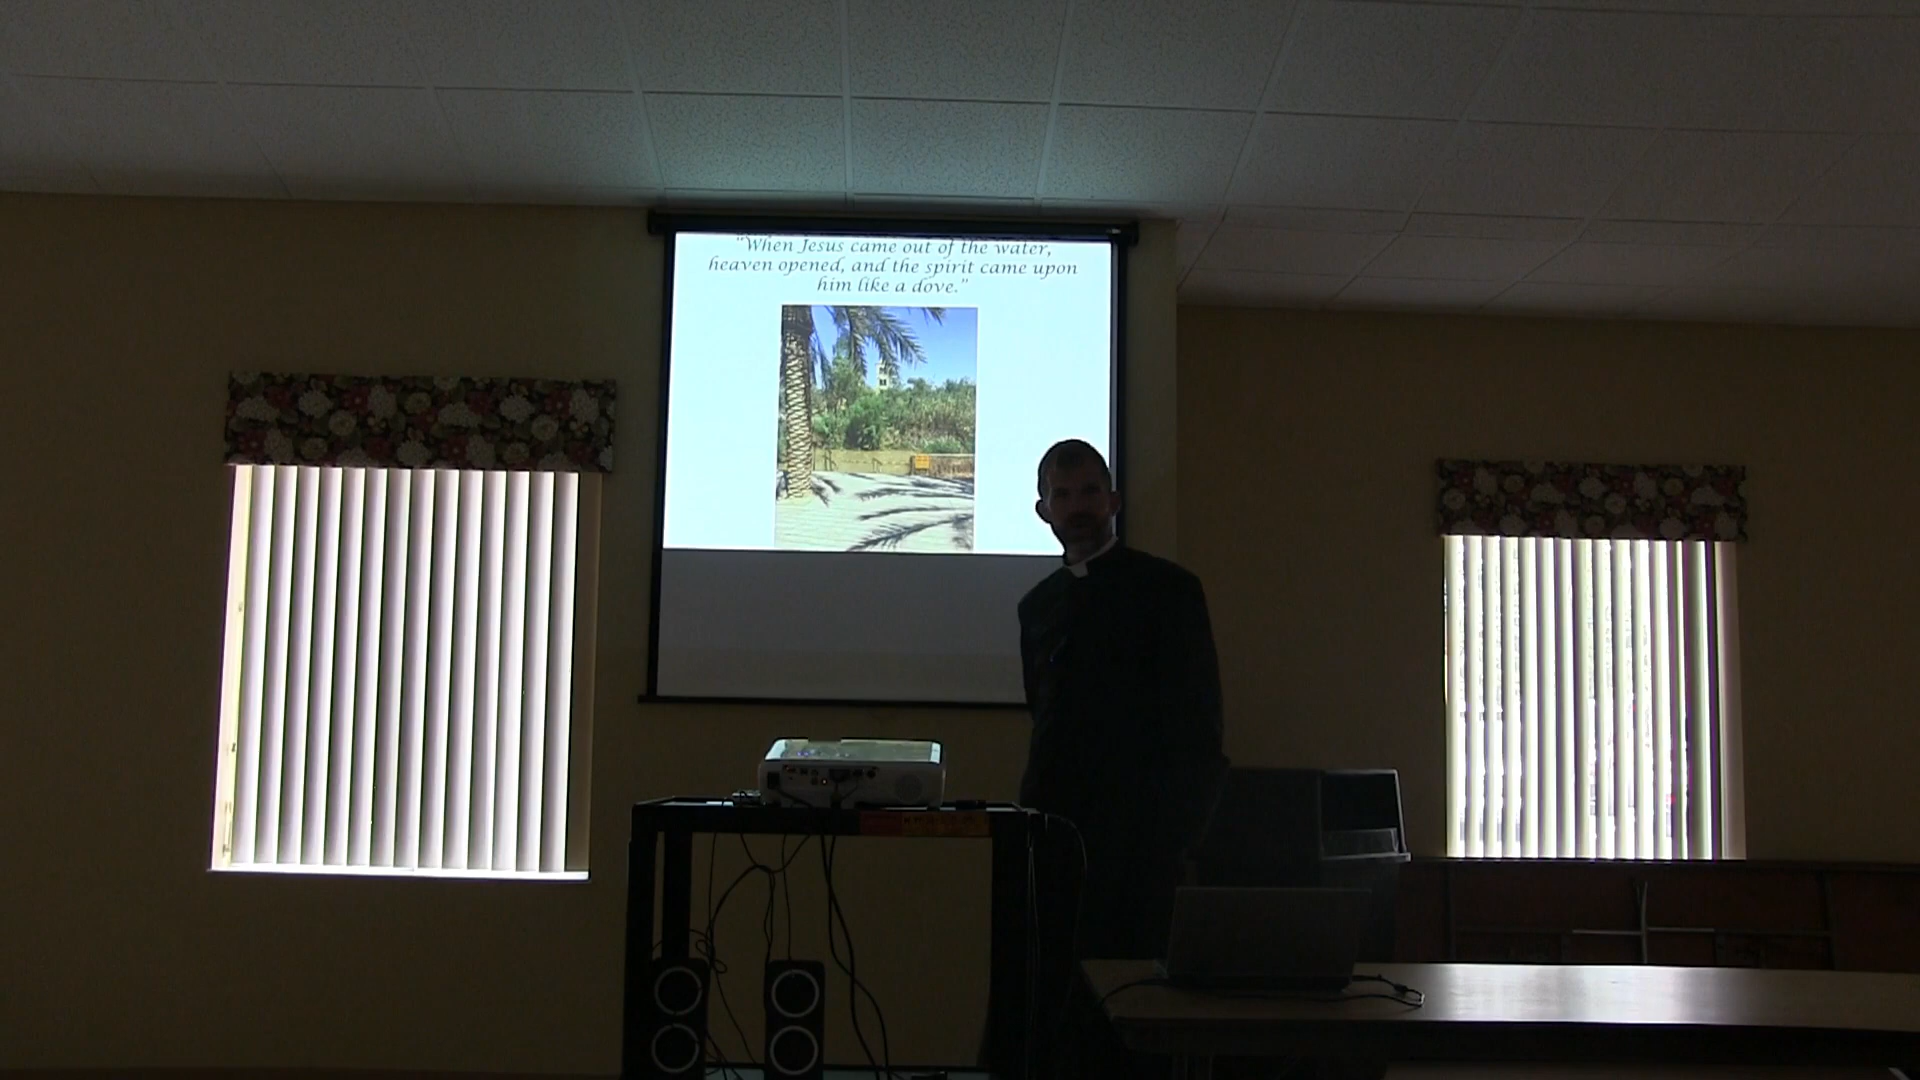 "When Jesus came out of the water,
heaven opened, and the spirit came upon
him like a dove."